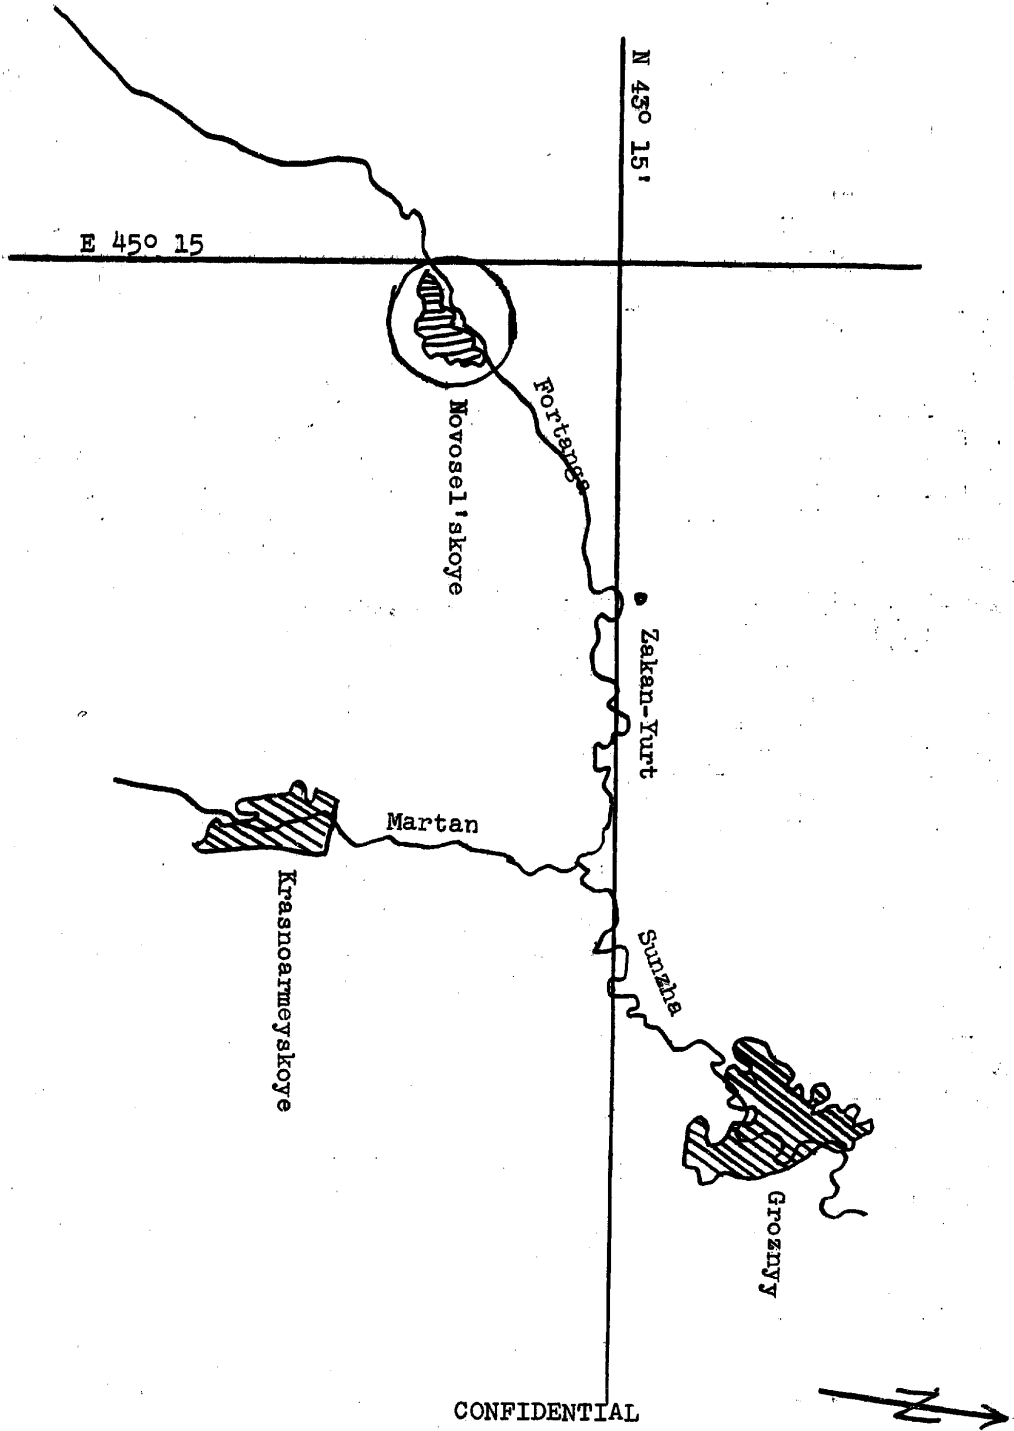 N 43° 15'
E 45° 15
Fortanga
Novosel'skoye
Zakan-Yurt
Martan
Krasnoarmeyskoye
Sunzha
Groznyy
N
CONFIDENTIAL